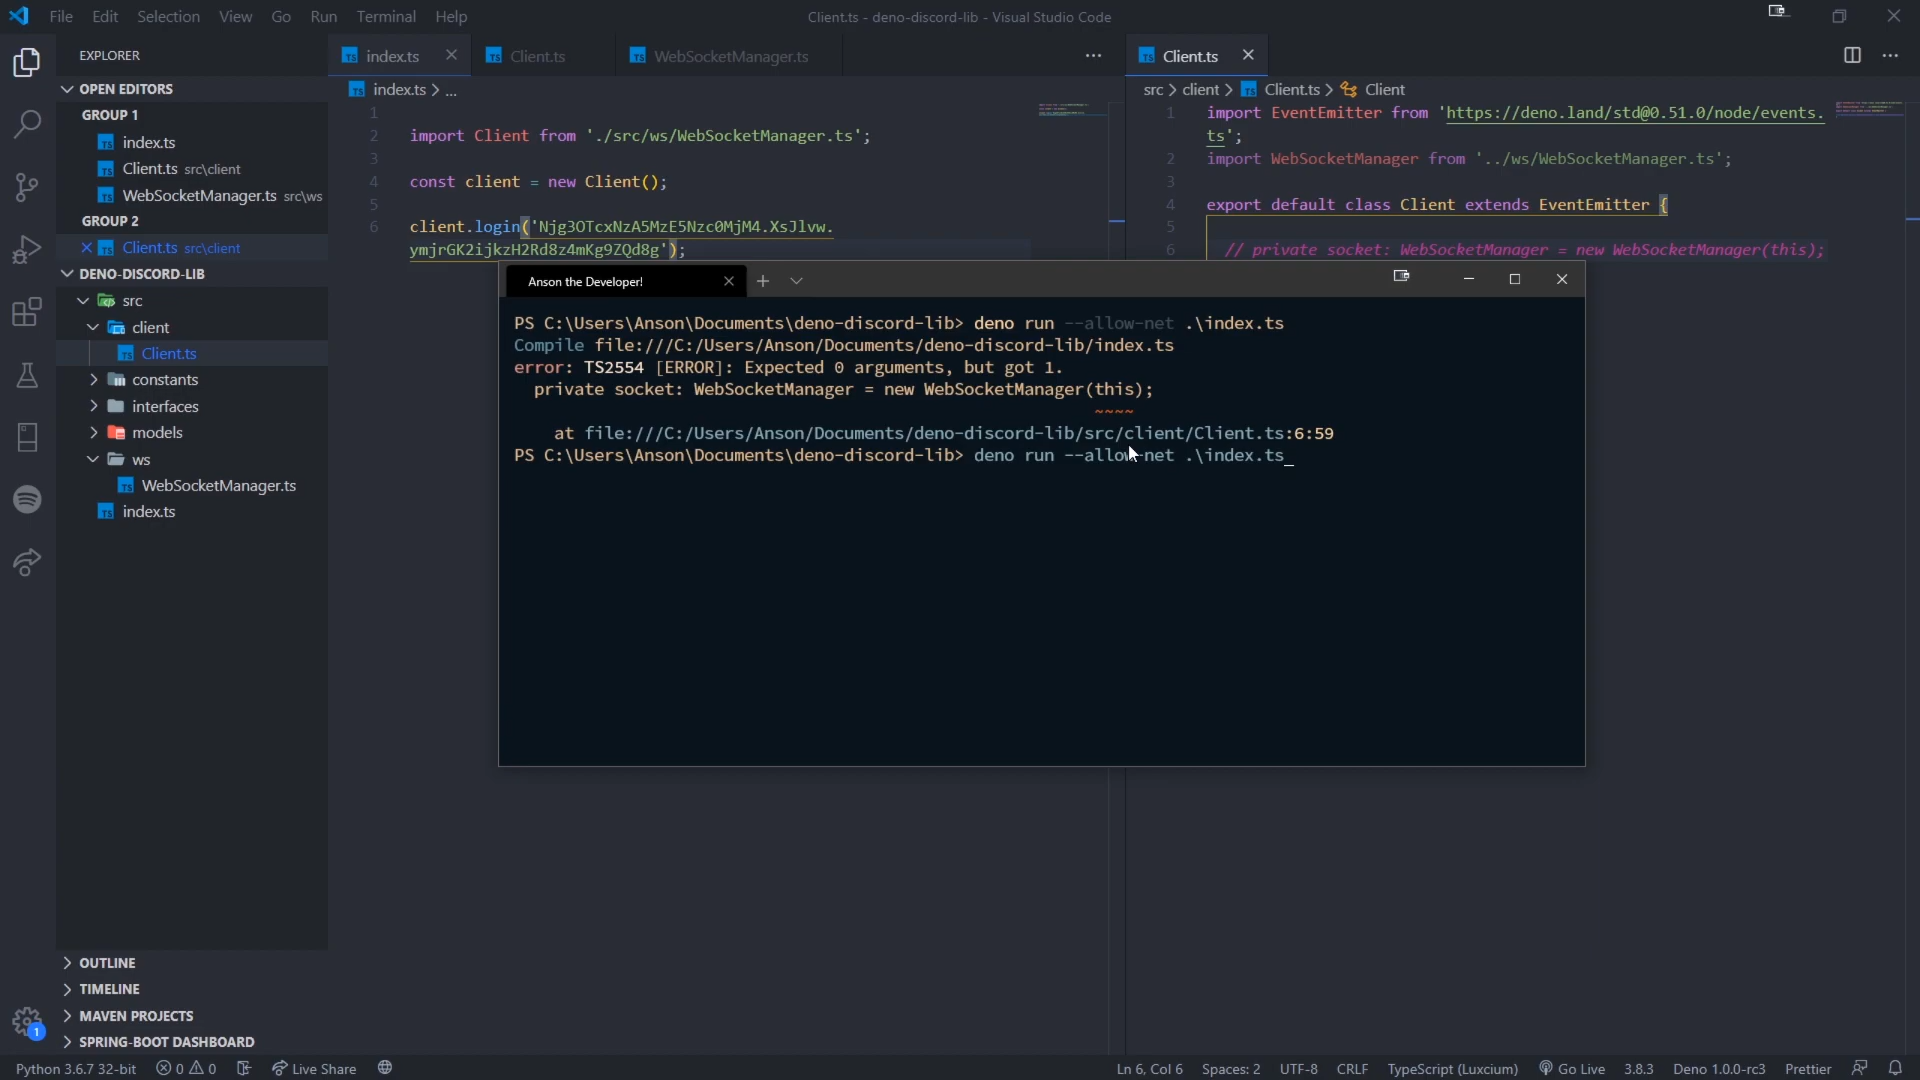 File Edit Selection View Go Run Terminal Help
Client.ts - deno-discord-lib - Visual Studio Code
EXPLORER
OPEN EDITORS
GROUP 1
index.ts
Client.ts src\client
WebSocketManager.ts src\ws
GROUP 2
Client.ts src\client
DENO-DISCORD-LIB
src
client
Client.ts
constants
interfaces
models
ws
WebSocketManager.ts
index.ts
OUTLINE
TIMELINE
MAVEN PROJECTS
SPRING-BOOT DASHBOARD
index.ts Client.ts WebSocketManager.ts
index.ts > ...
1
2 import Client from './src/ws/WebSocketManager.ts';
3
4 const client = new Client();
5
6 client.login('Njg3OTcxNzA5MzE5Nzc0MjM4.XsJlvw.
ymjrGK2ijkzH2Rd8z4mKg9ZQd8g');
Client.ts
src > client > Client.ts > Client
1 import EventEmitter from 'https://deno.land/std@0.51.0/node/events.
ts';
2 import WebSocketManager from '../ws/WebSocketManager.ts';
3
4 export default class Client extends EventEmitter {
5
6 // private socket: WebSocketManager = new WebSocketManager(this);
Anson the Developer!
PS C:\Users\Anson\Documents\deno-discord-lib> deno run --allow-net .\index.ts
Compile file:///C:/Users/Anson/Documents/deno-discord-lib/index.ts
error: TS2554 [ERROR]: Expected 0 arguments, but got 1.
private socket: WebSocketManager = new WebSocketManager(this);
~~~~
at file:///C:/Users/Anson/Documents/deno-discord-lib/src/client/Client.ts:6:59
PS C:\Users\Anson\Documents\deno-discord-lib> deno run --allow-net .\index.ts_
1
Python 3.6.7 32-bit 0 0 Live Share Ln 6, Col 6 Spaces: 2 UTF-8 CRLF TypeScript (Luxcium) Go Live 3.8.3 Deno 1.0.0-rc3 Prettier